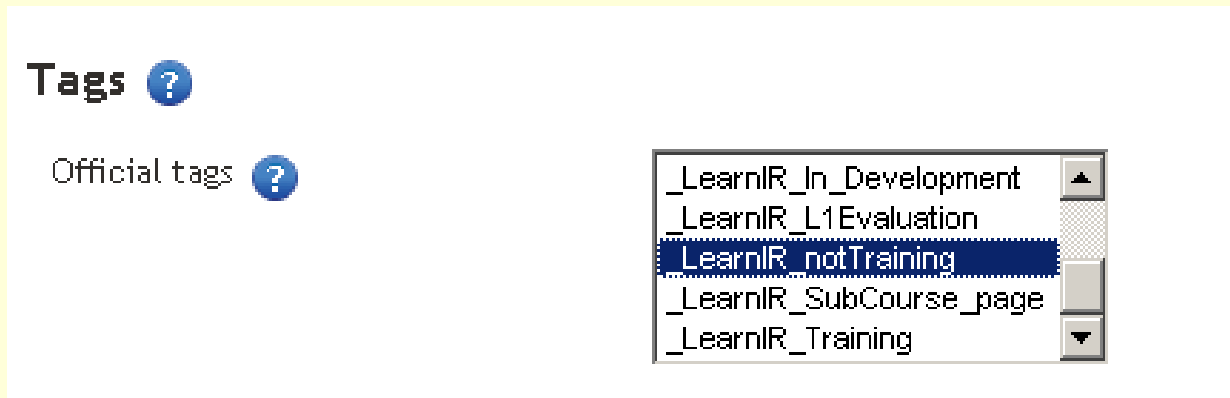 Tags ?
Official tags ?
_LearnIR_In_Development
_LearnIR_L1Evaluation
_LearnIR_notTraining
_LearnIR_SubCourse_page
_LearnIR_Training